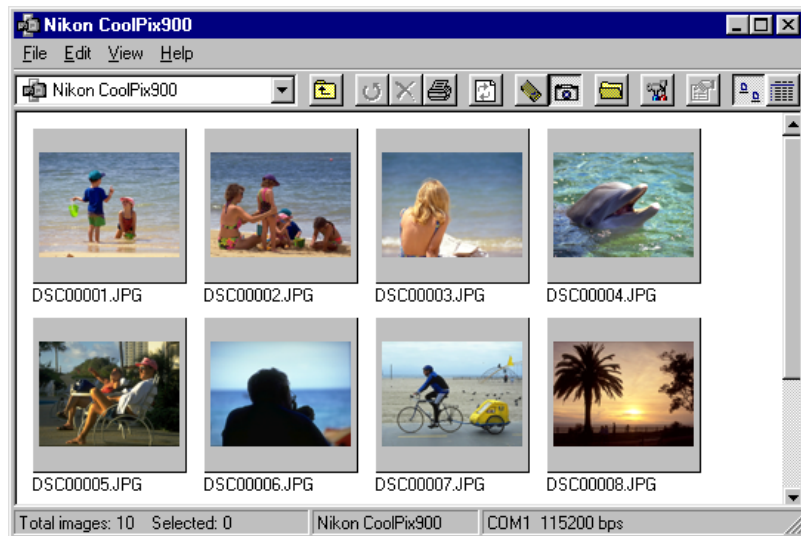 Nikon CoolPix900
File Edit View Help
Nikon CoolPix900
DSC00001.JPG DSC00002.JPG DSC00003.JPG DSC00004.JPG
DSC00005.JPG DSC00006.JPG DSC00007.JPG DSC00008.JPG
Total images: 10 Selected: 0 Nikon CoolPix900 COM1 115200 bps